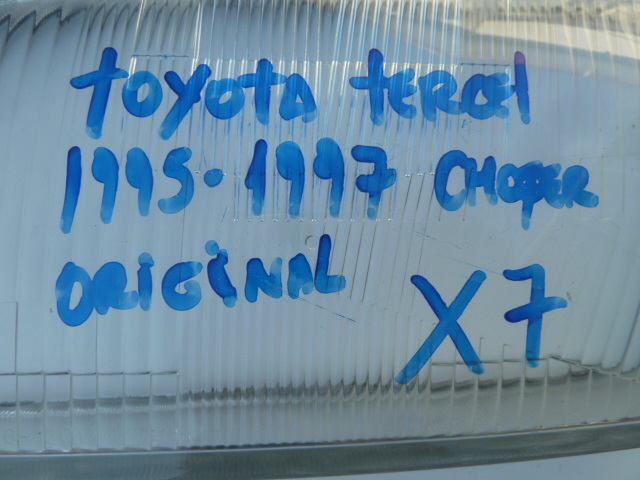 TOYOTA TERCEL
1995-1997 CHOFER
ORIGINAL
X7